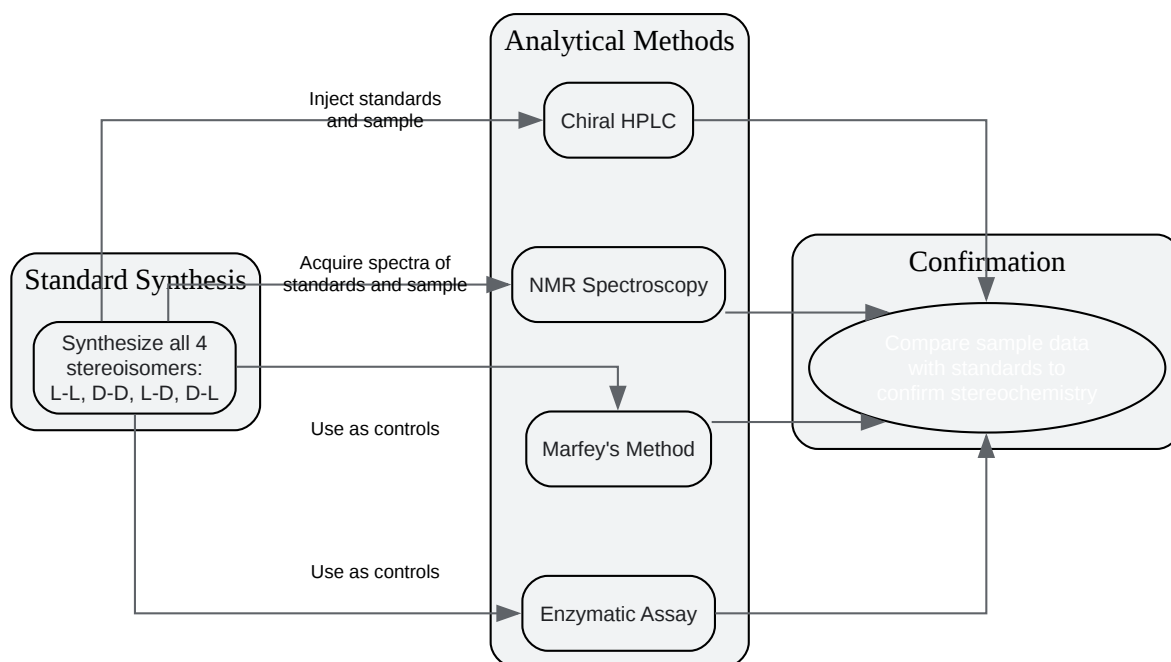 Analytical Methods
Inject standards
and sample
Chiral HPLC
Standard Synthesis
Acquire spectra of
standards and sample
NMR Spectroscopy
Confirmation
Synthesize all 4
stereoisomers:
L-L, D-D, L-D, D-L
Compare sample data
with standards to
confirm stereochemistry
Use as controls
Marfey's Method
Use as controls
Enzymatic Assay